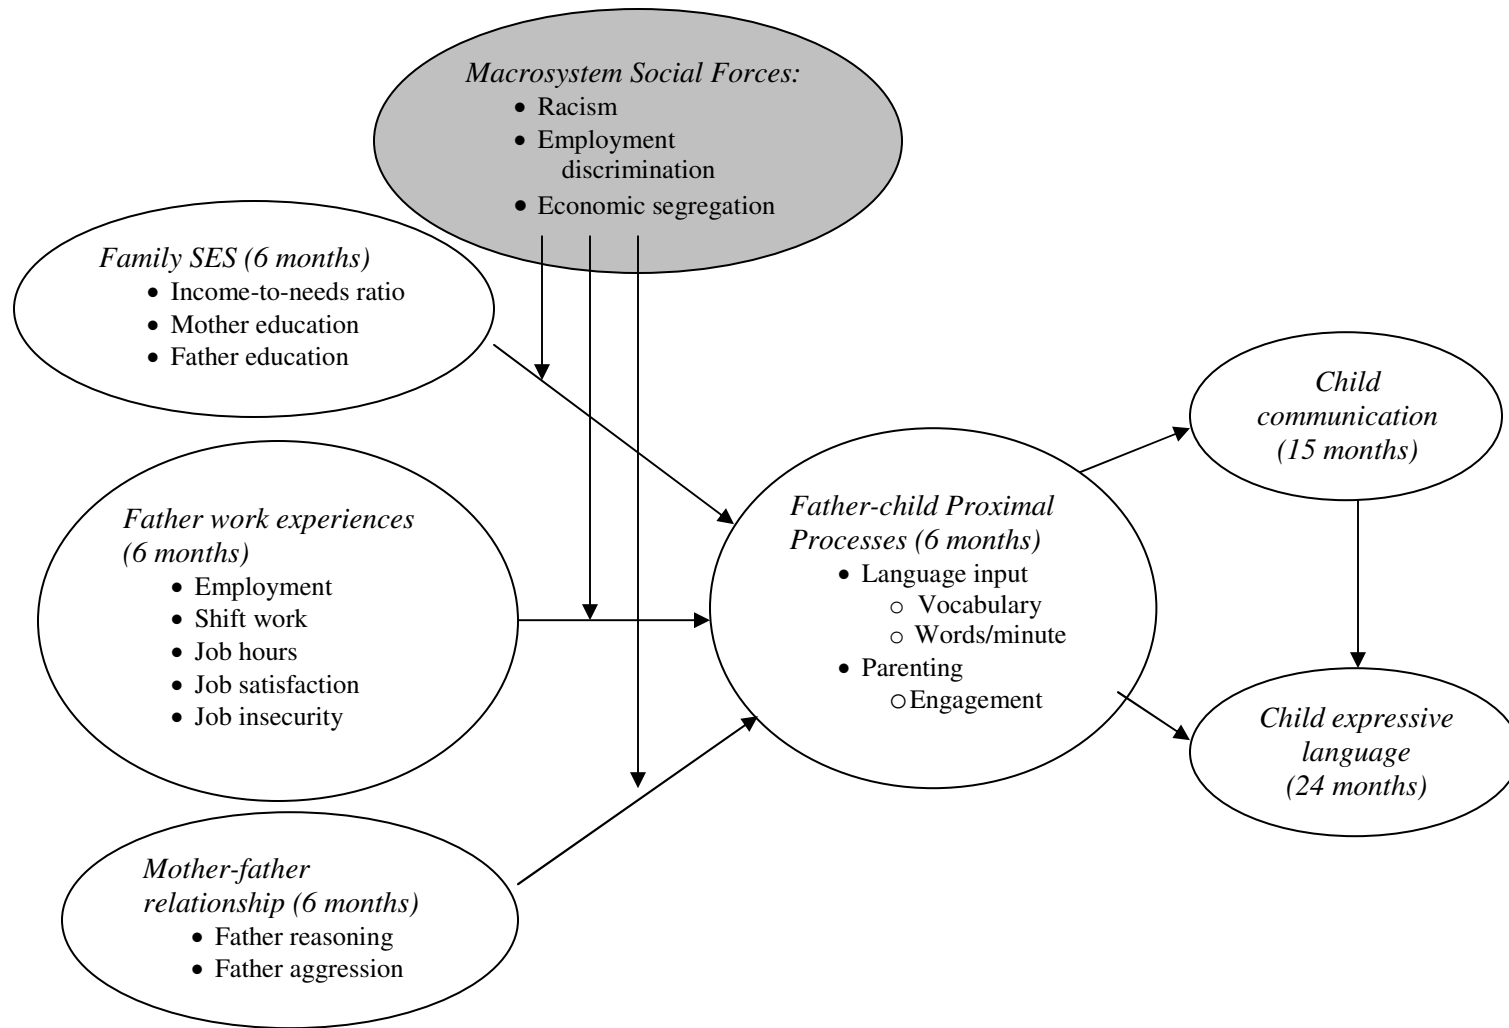 Macrosystem Social Forces:
• Racism
• Employment
discrimination
• Economic segregation
Family SES (6 months)
• Income-to-needs ratio
• Mother education
• Father education
Father work experiences
(6 months)
• Employment
• Shift work
• Job hours
• Job satisfaction
• Job insecurity
Mother-father
relationship (6 months)
• Father reasoning
• Father aggression
Father-child Proximal
Processes (6 months)
• Language input
○ Vocabulary
○ Words/minute
• Parenting
○ Engagement
Child
communication
(15 months)
Child expressive
language
(24 months)